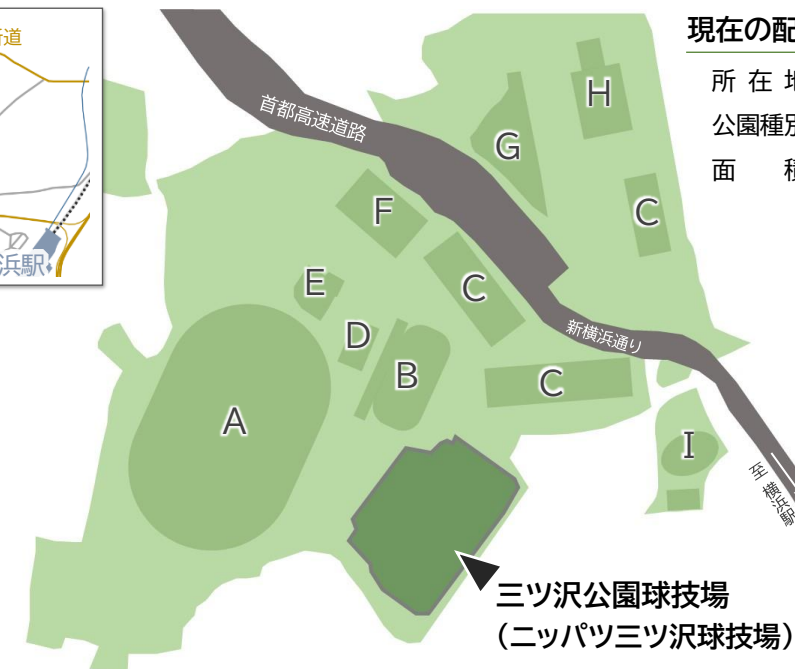 新道
浜駅
現在の配
所在地
公園種別
面積
首都高速道路
新横浜通り
至横浜駅
A
B
C
C
C
D
E
F
G
H
I
三ツ沢公園球技場
(ニッパツ三ツ沢球技場)